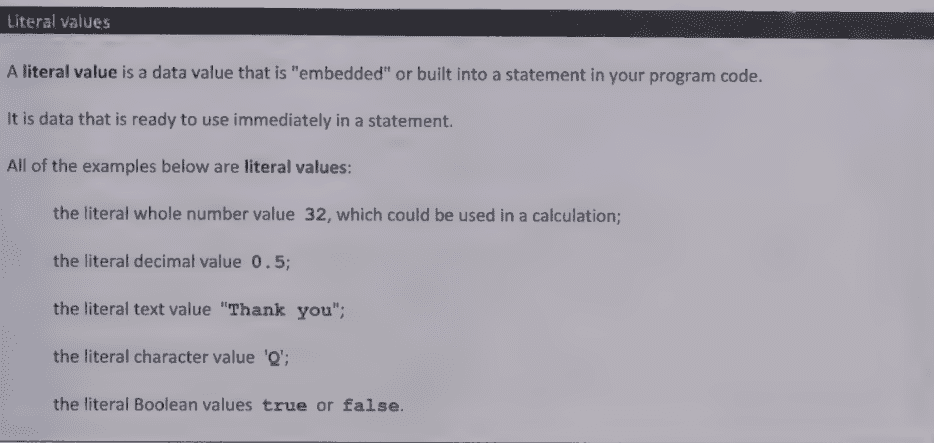 Literal values
A literal value is a data value that is "embedded" or built into a statement in your program code.
It is data that is ready to use immediately in a statement.
All of the examples below are literal values:
the literal whole number value 32, which could be used in a calculation;
the literal decimal value 0.5;
the literal text value "Thank you";
the literal character value 'Q';
the literal Boolean values true or false.